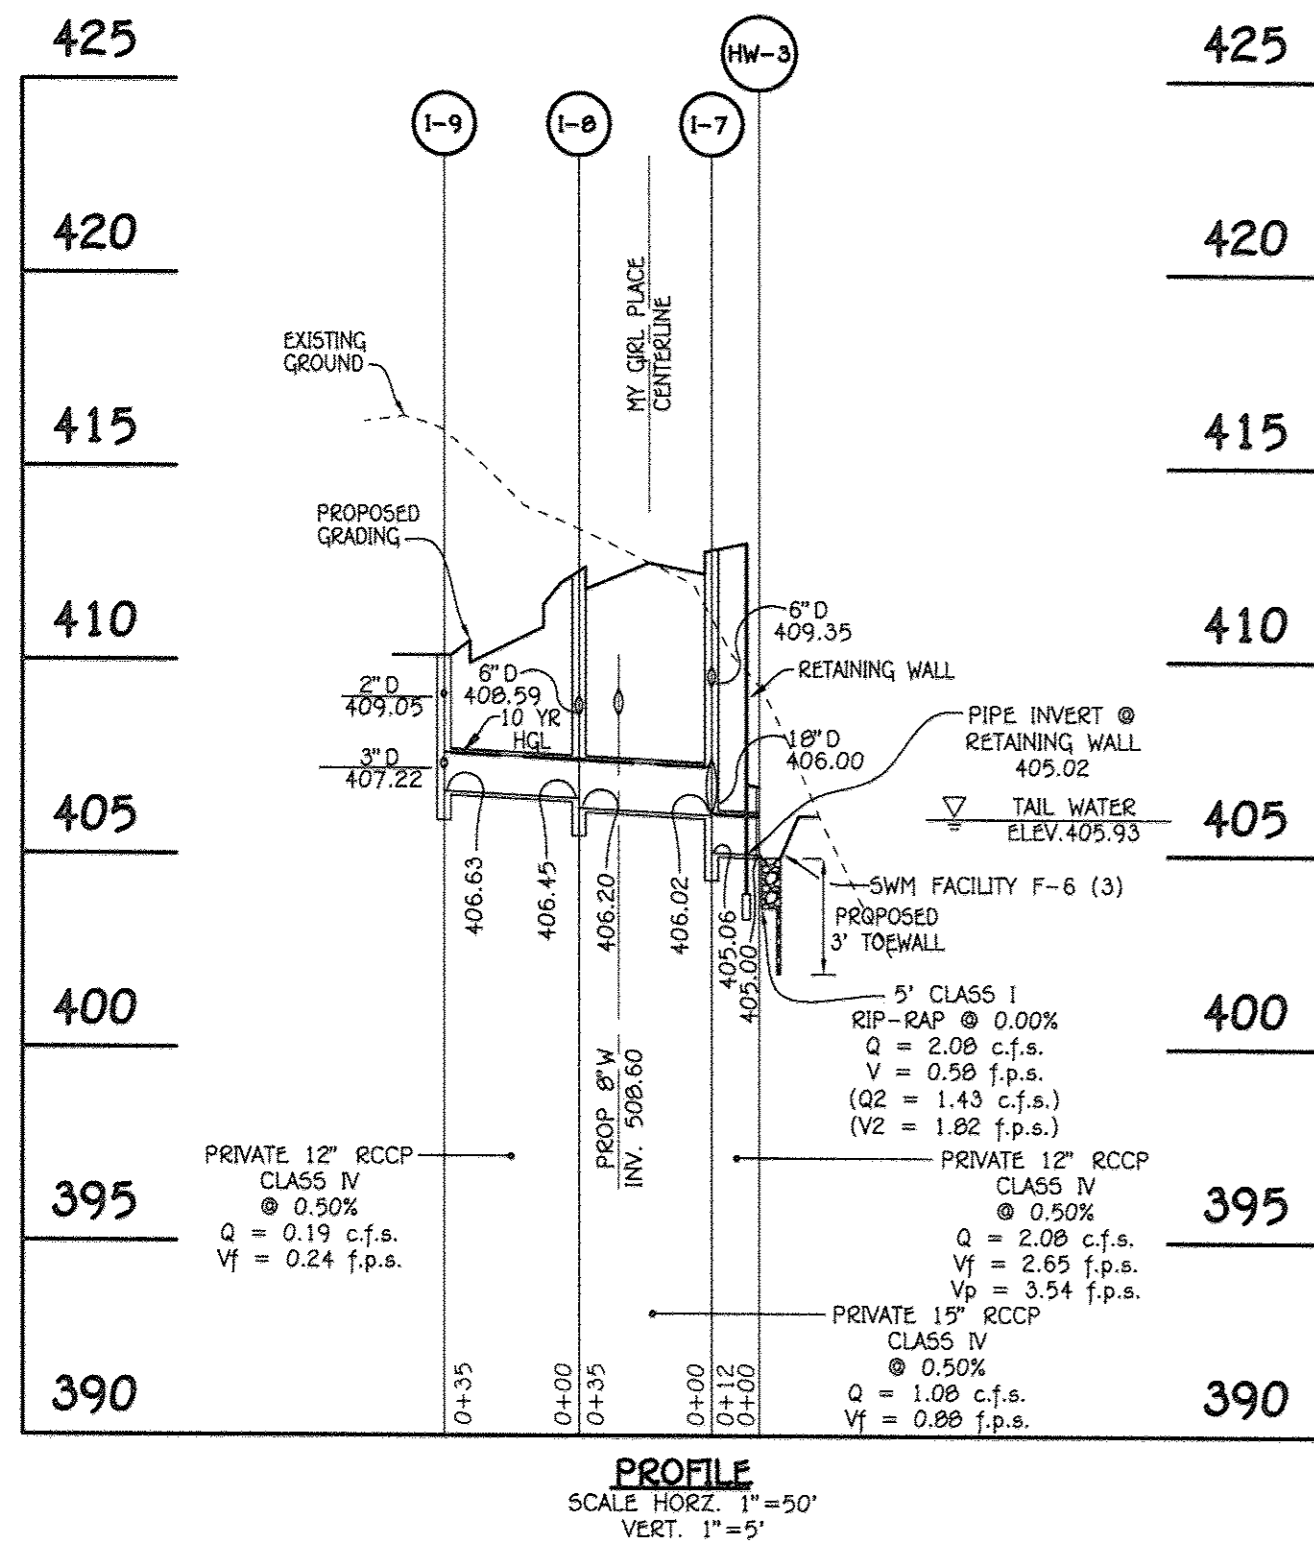 425
425
HW-3
I-9
I-8
I-7
420
420
MY GIRL PLACE
CENTERLINE
EXISTING
GROUND
415
415
PROPOSED
GRADING
410
410
6" D
409.35
RETAINING WALL
2" D
409.05
6" D
408.59
10 YR
HGL
3" D
407.22
18" D
406.00
PIPE INVERT @
RETAINING WALL
405.02
405
TAIL WATER
ELEV.405.93
405
406.63
406.45
406.20
406.02
405.06
405.00
SWM FACILITY F-6 (3)
PROPOSED
3' TOEWALL
400
400
5' CLASS I
RIP-RAP @ 0.00%
Q = 2.08 c.f.s.
V = 0.58 f.p.s.
(Q2 = 1.43 c.f.s.)
(V2 = 1.82 f.p.s.)
PROP 8" W
INV. 508.60
PRIVATE 12" RCCP
CLASS IV
@ 0.50%
Q = 0.19 c.f.s.
Vf = 0.24 f.p.s.
395
395
PRIVATE 12" RCCP
CLASS IV
@ 0.50%
Q = 2.08 c.f.s.
Vf = 2.65 f.p.s.
Vp = 3.54 f.p.s.
PRIVATE 15" RCCP
CLASS IV
@ 0.50%
Q = 1.08 c.f.s.
Vf = 0.88 f.p.s.
390
390
0+35
0+00
0+35
0+00
0+12
0+00
PROFILE
SCALE HORZ. 1"=50'
VERT. 1"=5'